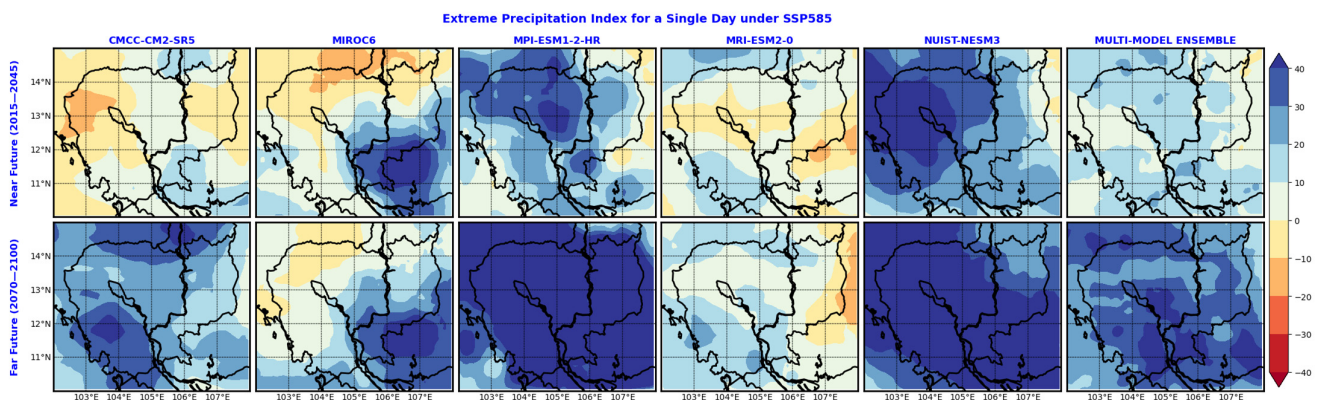 Extreme Precipitation Index for a Single Day under SSP585
CMCC-CM2-SR5 MIROC6 MPI-ESM1-2-HR MRI-ESM2-0 NUIST-NESM3 MULTI-MODEL ENSEMBLE
Near Future (2015—2045)
14°N
13°N
12°N
11°N
Far Future (2070—2100)
14°N
13°N
12°N
11°N
103°E 104°E 105°E 106°E 107°E 103°E 104°E 105°E 106°E 107°E 103°E 104°E 105°E 106°E 107°E 103°E 104°E 105°E 106°E 107°E 103°E 104°E 105°E 106°E 107°E 103°E 104°E 105°E 106°E 107°E
40
30
20
10
0
−10
−20
−30
−40